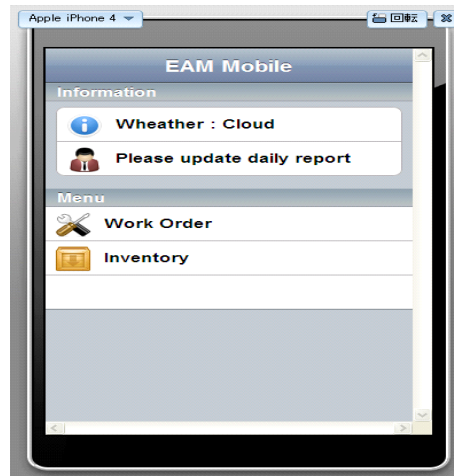 Apple iPhone 4 回転
EAM Mobile
Information
Wheather : Cloud
Please update daily report
Menu
Work Order
Inventory